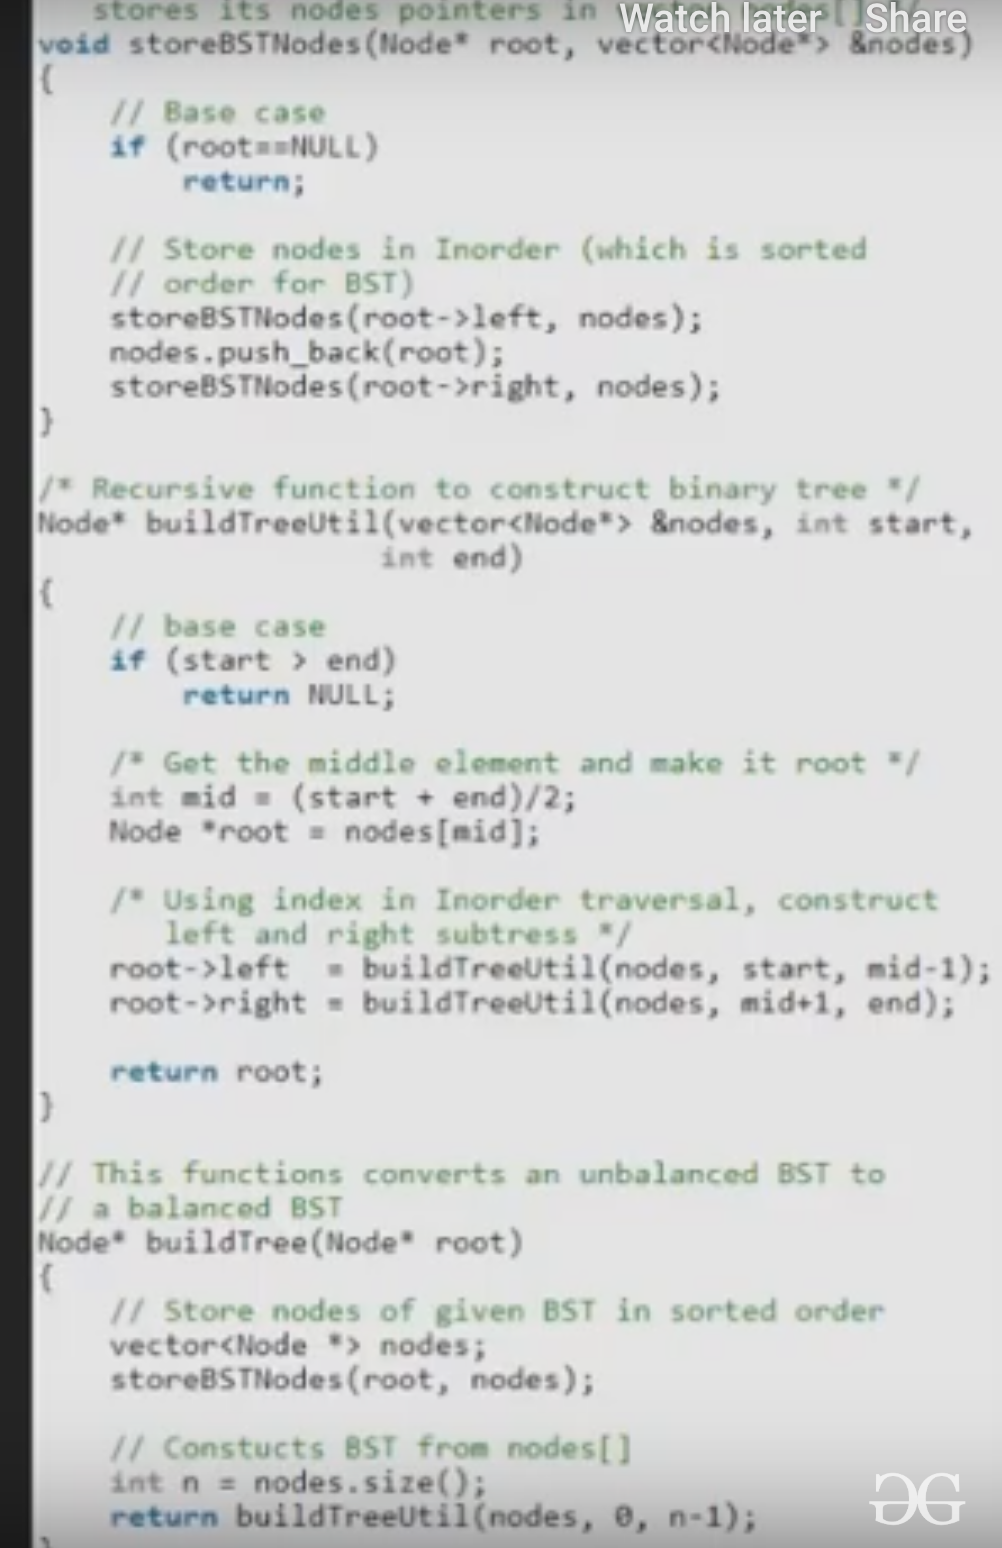 stores its nodes pointers in
Watch later
Share
void storeBSTNodes(Node* root, vector<Node*> &nodes)
{
// Base case
if (root==NULL)
return;
// Store nodes in Inorder (which is sorted
// order for BST)
storeBSTNodes(root->left, nodes);
nodes.push_back(root);
storeBSTNodes(root->right, nodes);
}
/* Recursive function to construct binary tree */
Node* buildTreeUtil(vector<Node*> &nodes, int start,
int end)
{
// base case
if (start > end)
return NULL;
/* Get the middle element and make it root */
int mid = (start + end)/2;
Node *root = nodes[mid];
/* Using index in Inorder traversal, construct
left and right subtress */
root->left  = buildTreeUtil(nodes, start, mid-1);
root->right = buildTreeUtil(nodes, mid+1, end);
return root;
}
// This functions converts an unbalanced BST to
// a balanced BST
Node* buildTree(Node* root)
{
// Store nodes of given BST in sorted order
vector<Node *> nodes;
storeBSTNodes(root, nodes);
// Constucts BST from nodes[]
int n = nodes.size();
return buildTreeUtil(nodes, 0, n-1);